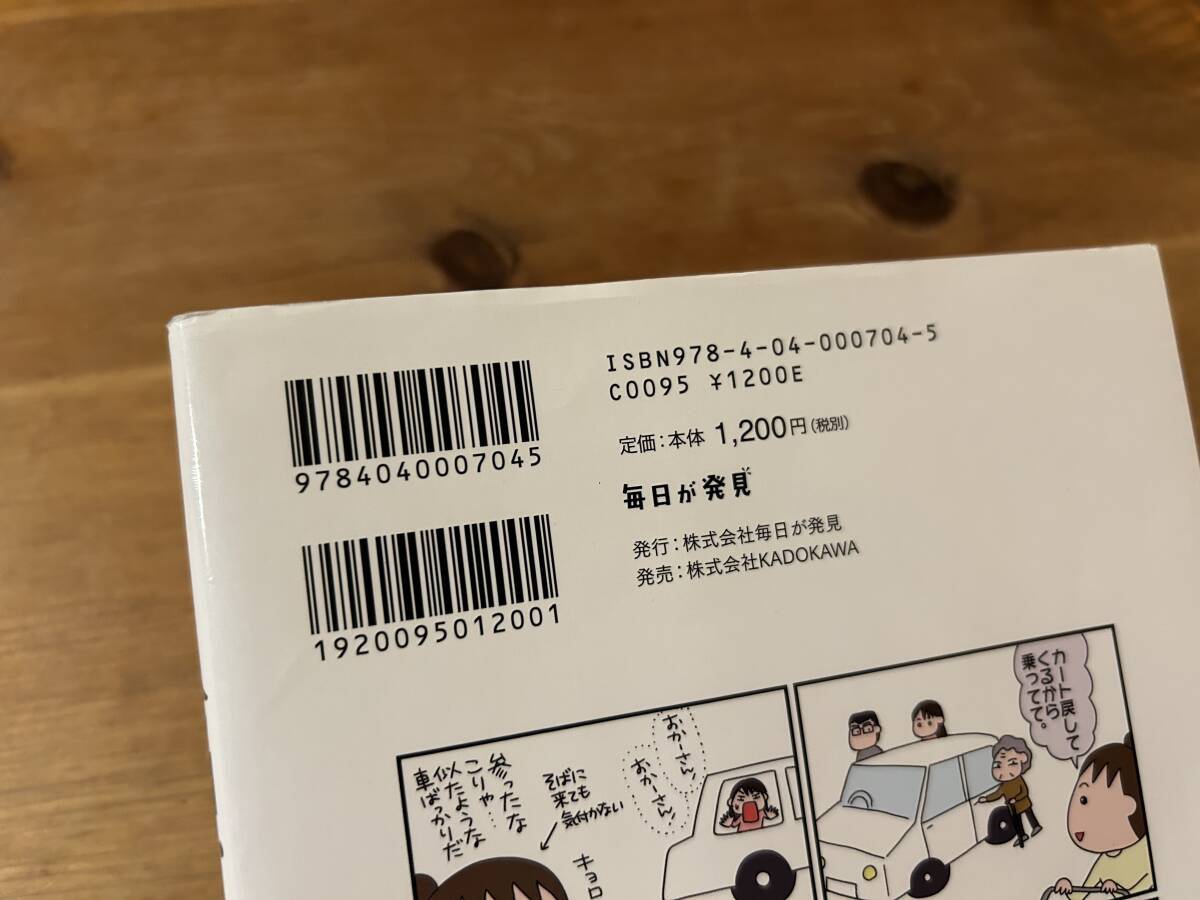 ISBN978-4-04-000704-5
C0095 ¥1200E
定価：本体 1,200円（税別）
毎日が発見
発行：株式会社毎日が発見
発売：株式会社KADOKAWA
9784040007045
1920095012001
カート戻して
くるから
乗ってて。
おかーさん！
おかーさん！
そばに
来ても
気付かない
参ったな
こりゃ…
似たような
車ばっかりだ
キョロ